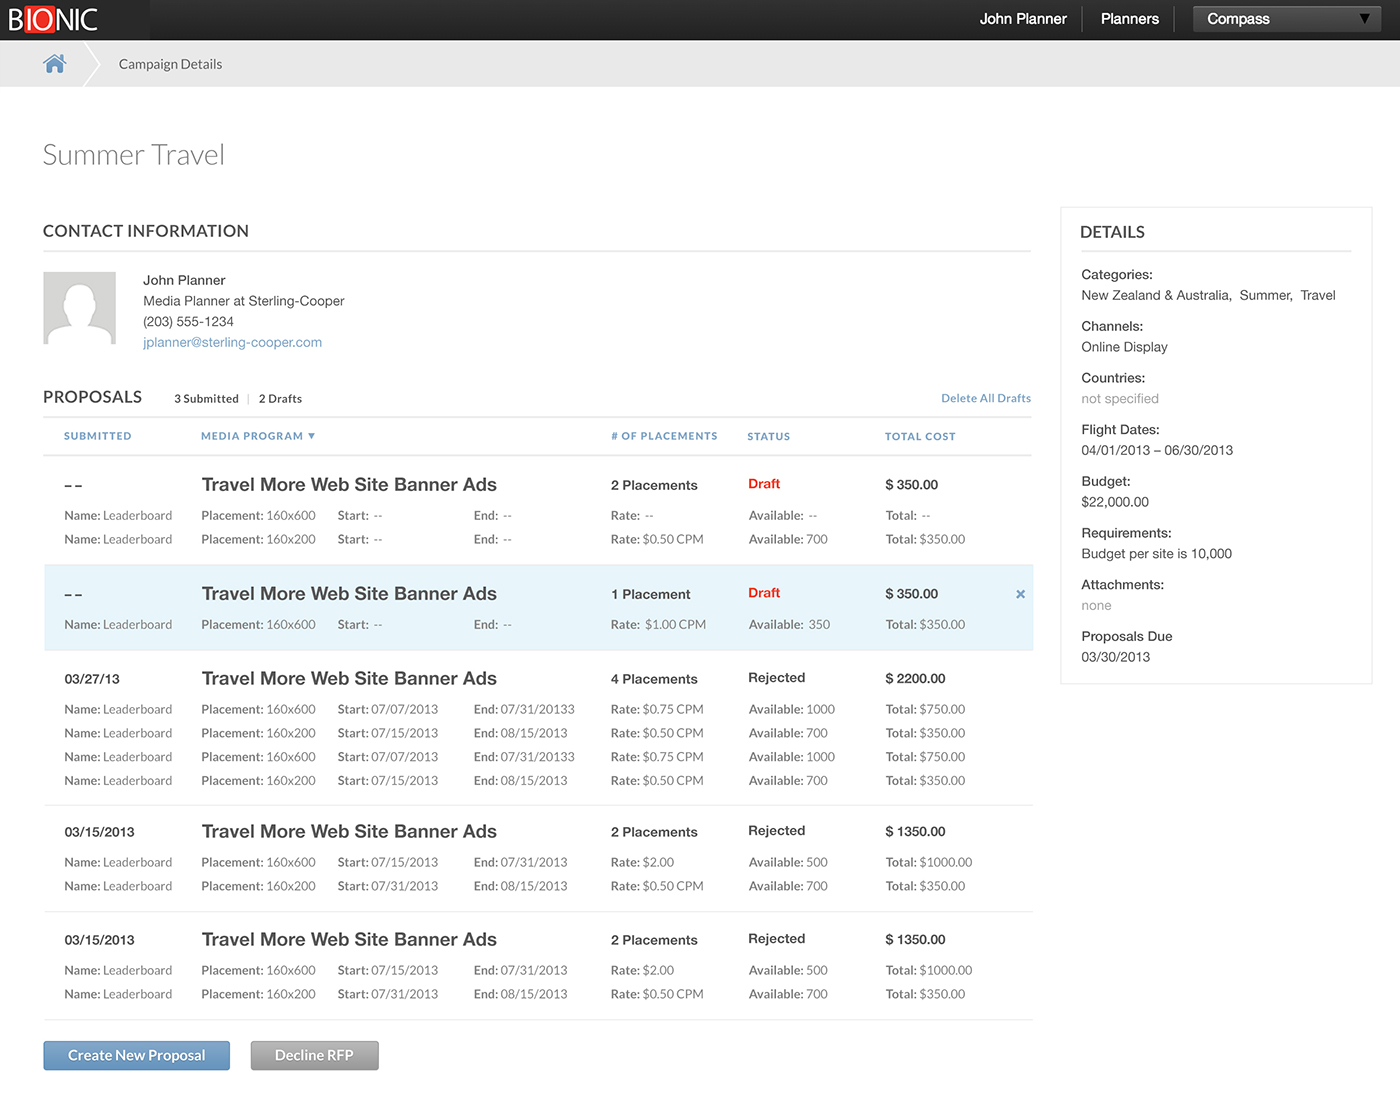 BIONIC
John Planner Planners Compass ▼
Campaign Details
Summer Travel
CONTACT INFORMATION
John Planner
Media Planner at Sterling-Cooper
(203) 555-1234
jplanner@sterling-cooper.com
PROPOSALS 3 Submitted | 2 Drafts Delete All Drafts
SUBMITTED MEDIA PROGRAM ▼ # OF PLACEMENTS STATUS TOTAL COST
-- Travel More Web Site Banner Ads 2 Placements Draft $ 350.00
Name: Leaderboard Placement: 160x600 Start: -- End: -- Rate: -- Available: -- Total: --
Name: Leaderboard Placement: 160x200 Start: -- End: -- Rate: $0.50 CPM Available: 700 Total: $350.00
-- Travel More Web Site Banner Ads 1 Placement Draft $ 350.00 ×
Name: Leaderboard Placement: 160x600 Start: -- End: -- Rate: $1.00 CPM Available: 350 Total: $350.00
03/27/13 Travel More Web Site Banner Ads 4 Placements Rejected $ 2200.00
Name: Leaderboard Placement: 160x600 Start: 07/07/2013 End: 07/31/20133 Rate: $0.75 CPM Available: 1000 Total: $750.00
Name: Leaderboard Placement: 160x200 Start: 07/15/2013 End: 08/15/2013 Rate: $0.50 CPM Available: 700 Total: $350.00
Name: Leaderboard Placement: 160x600 Start: 07/07/2013 End: 07/31/20133 Rate: $0.75 CPM Available: 1000 Total: $750.00
Name: Leaderboard Placement: 160x200 Start: 07/15/2013 End: 08/15/2013 Rate: $0.50 CPM Available: 700 Total: $350.00
03/15/2013 Travel More Web Site Banner Ads 2 Placements Rejected $ 1350.00
Name: Leaderboard Placement: 160x600 Start: 07/15/2013 End: 07/31/2013 Rate: $2.00 Available: 500 Total: $1000.00
Name: Leaderboard Placement: 160x200 Start: 07/31/2013 End: 08/15/2013 Rate: $0.50 CPM Available: 700 Total: $350.00
03/15/2013 Travel More Web Site Banner Ads 2 Placements Rejected $ 1350.00
Name: Leaderboard Placement: 160x600 Start: 07/15/2013 End: 07/31/2013 Rate: $2.00 Available: 500 Total: $1000.00
Name: Leaderboard Placement: 160x200 Start: 07/31/2013 End: 08/15/2013 Rate: $0.50 CPM Available: 700 Total: $350.00
Create New Proposal Decline RFP
DETAILS
Categories:
New Zealand & Australia, Summer, Travel
Channels:
Online Display
Countries:
not specified
Flight Dates:
04/01/2013 – 06/30/2013
Budget:
$22,000.00
Requirements:
Budget per site is 10,000
Attachments:
none
Proposals Due
03/30/2013